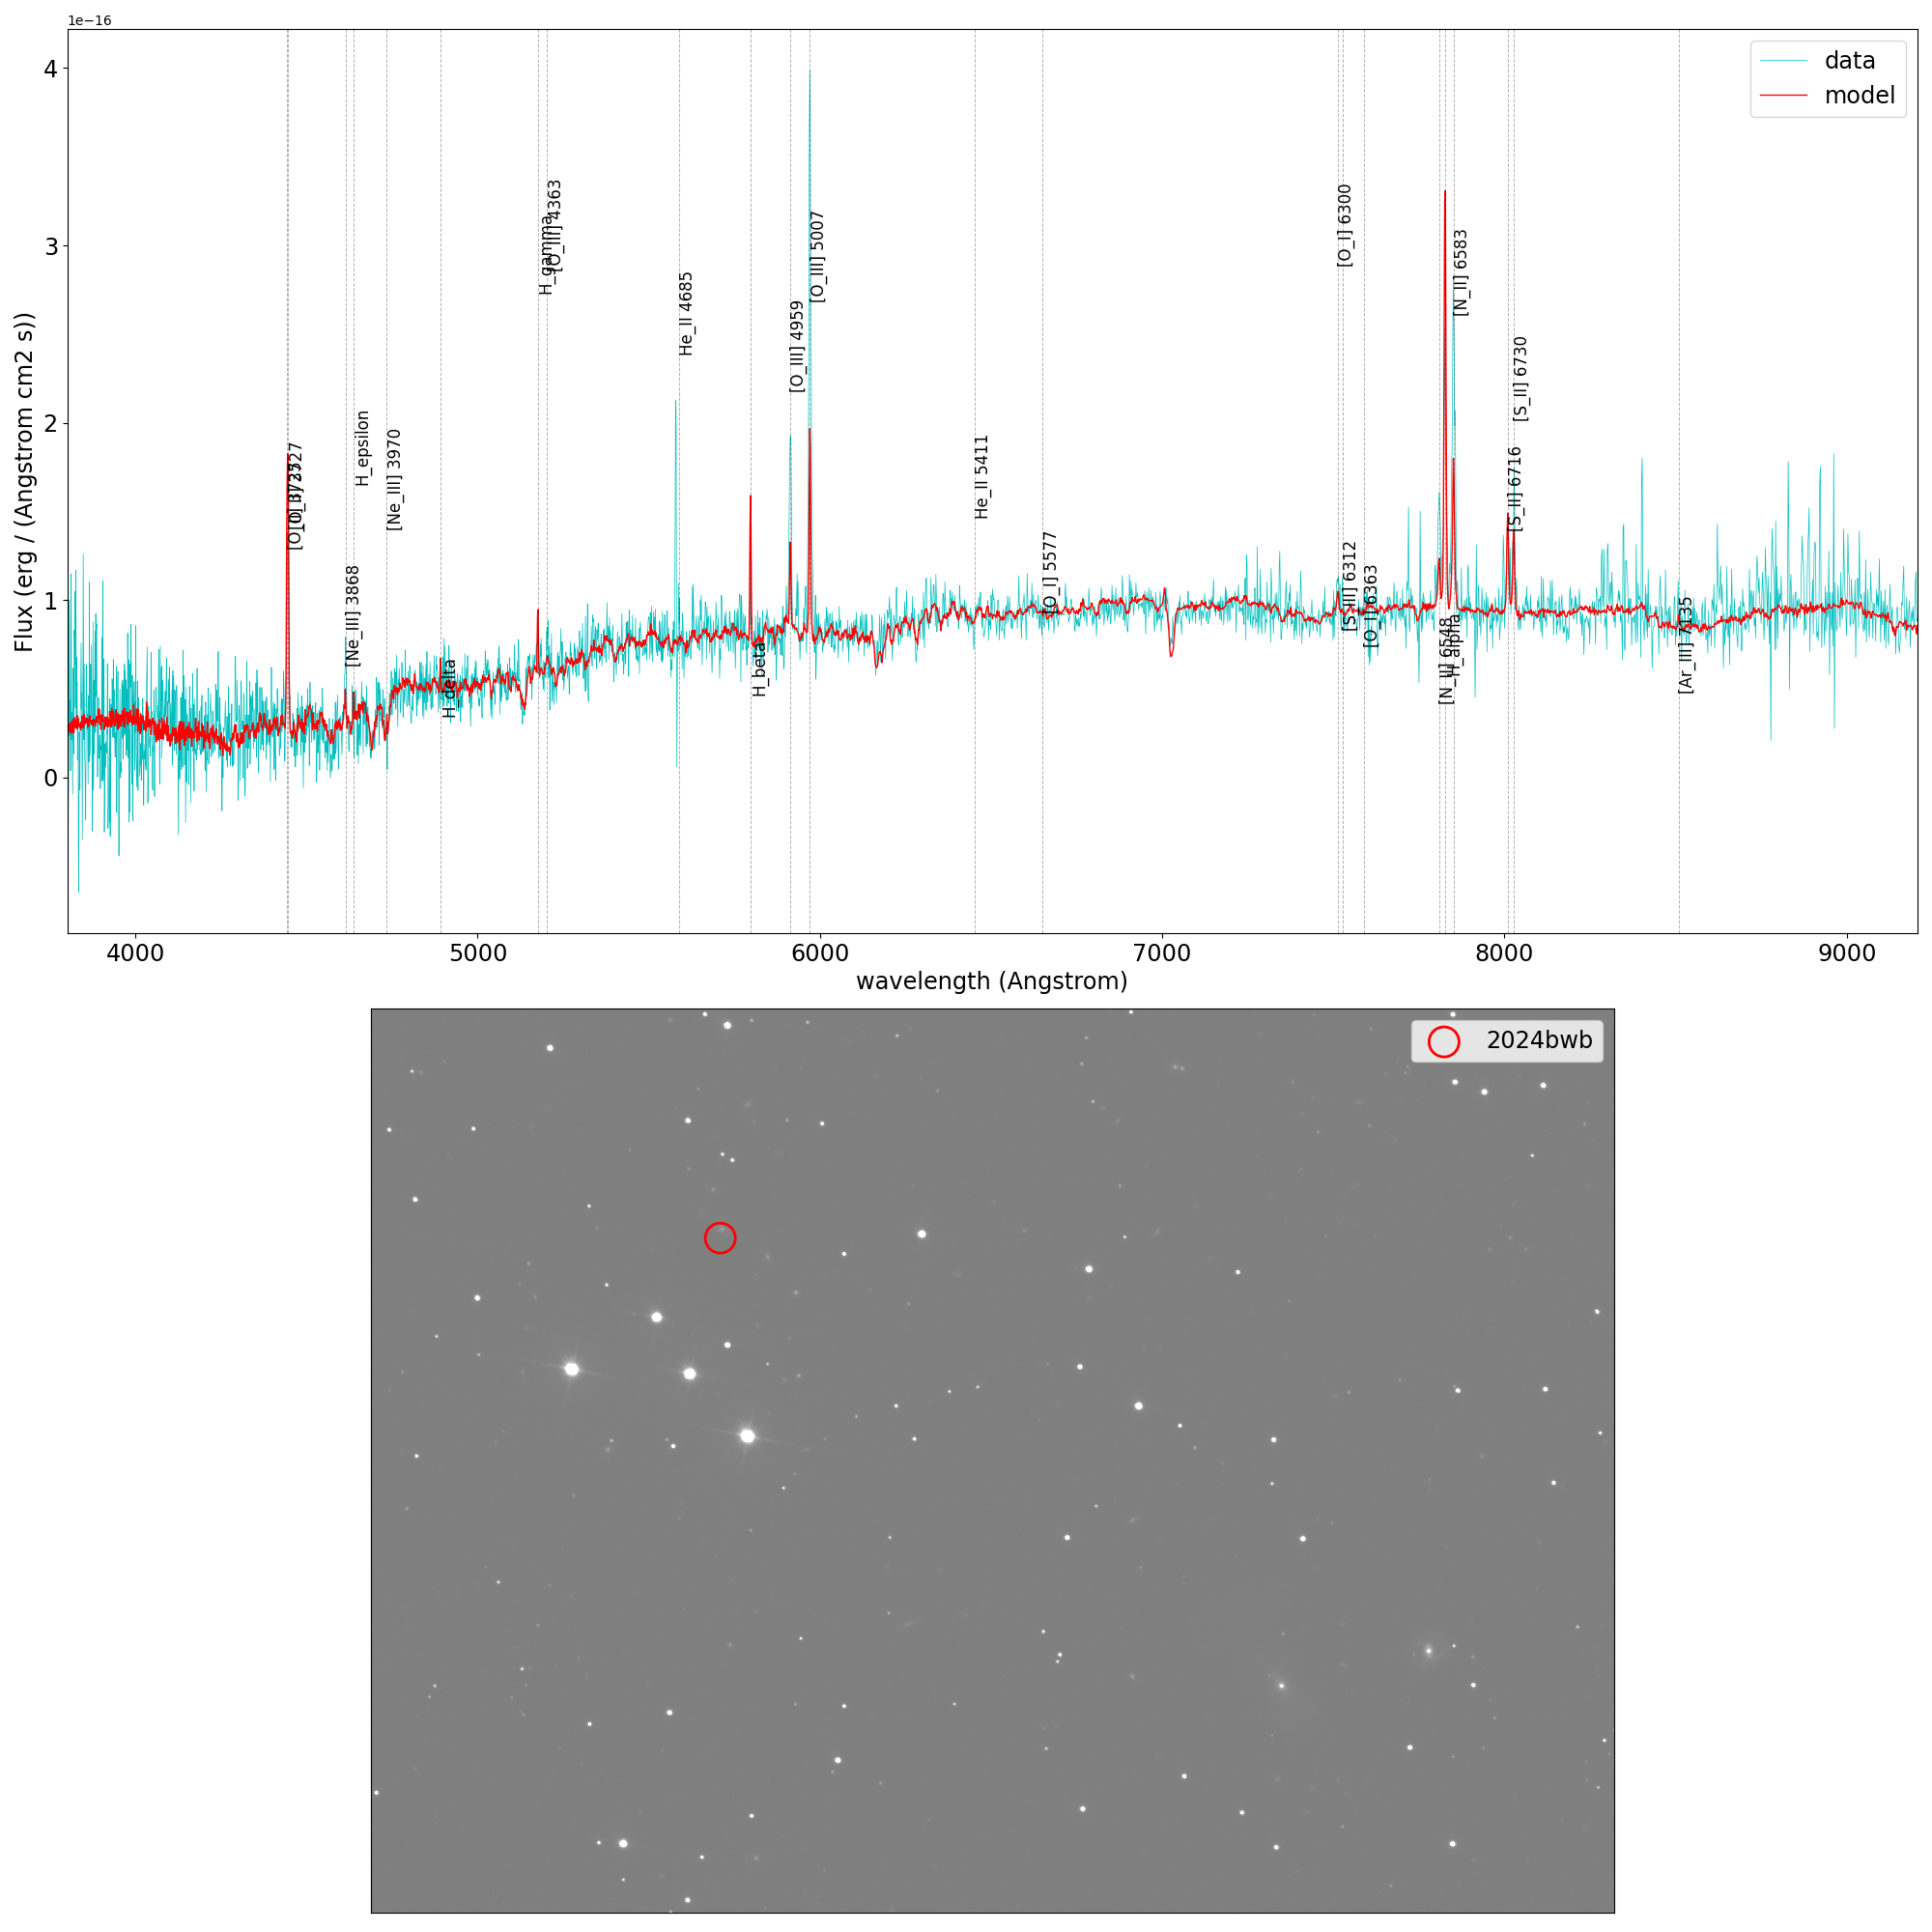 1e−16
data
model
4
3
2
1
0
Flux (erg / (Angstrom cm2 s))
3727
[Ne_III] 3868
H_epsilon
[Ne_III] 3970
H_delta
H_gamma
[O_III] 4363
He_II 4685
H_beta
[O_III] 4959
[O_III] 5007
He_II 5411
[O_I] 5577
[O_I] 6300
[S_III] 6312
[O_I] 6363
[N_II] 6548
H_alpha
[N_II] 6583
[S_II] 6716
[S_II] 6730
[Ar_III] 7135
4000 5000 6000 7000 8000 9000
wavelength (Angstrom)
2024bwb